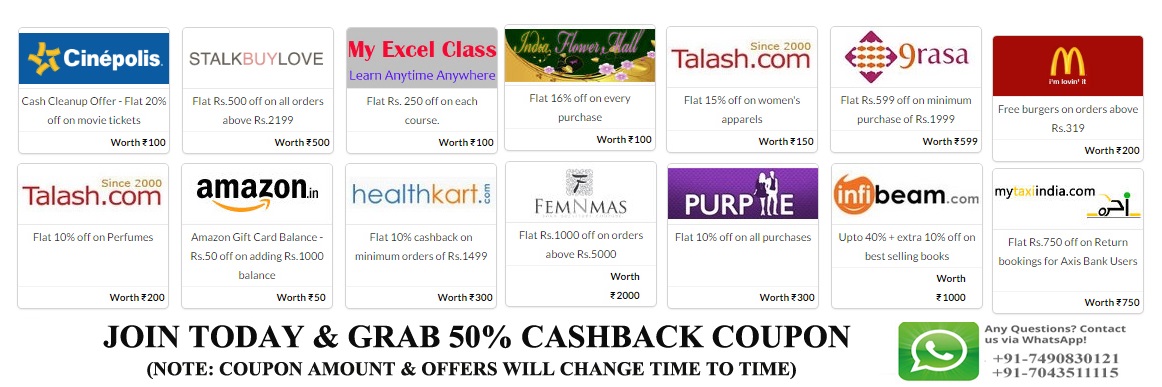 Cinépolis.
Cash Cleanup Offer - Flat 20%
off on movie tickets
Worth ₹100
STALKBUYLOVE
Flat Rs.500 off on all orders
above Rs.2199
Worth ₹500
My Excel Class
Learn Anytime Anywhere
Flat Rs. 250 off on each
course.
Worth ₹100
India Flower Mall
Flat 16% off on every
purchase
Worth ₹100
Since 2000
Talash.com
Flat 15% off on women's
apparels
Worth ₹150
9rasa
Flat Rs.599 off on minimum
purchase of Rs.1999
Worth ₹599
i'm lovin' it
Free burgers on orders above
Rs.319
Worth ₹200
Since 2000
Talash.com
Flat 10% off on Perfumes
Worth ₹200
amazon.in
Amazon Gift Card Balance -
Rs.50 off on adding Rs.1000
balance
Worth ₹50
healthkart.com
Flat 10% cashback on
minimum orders of Rs.1499
Worth ₹300
FEMNMAS
Flat Rs.1000 off on orders
above Rs.5000
Worth
₹2000
PURPLLE
Flat 10% off on all purchases
Worth ₹300
infibeam.com
Upto 40% + extra 10% off on
best selling books
Worth
₹1000
mytaxiindia.com
Flat Rs.750 off on Return
bookings for Axis Bank Users
Worth ₹750
JOIN TODAY & GRAB 50% CASHBACK COUPON
(NOTE: COUPON AMOUNT & OFFERS WILL CHANGE TIME TO TIME)
Any Questions? Contact
us via WhatsApp!
+91-7490830121
+91-7043511115